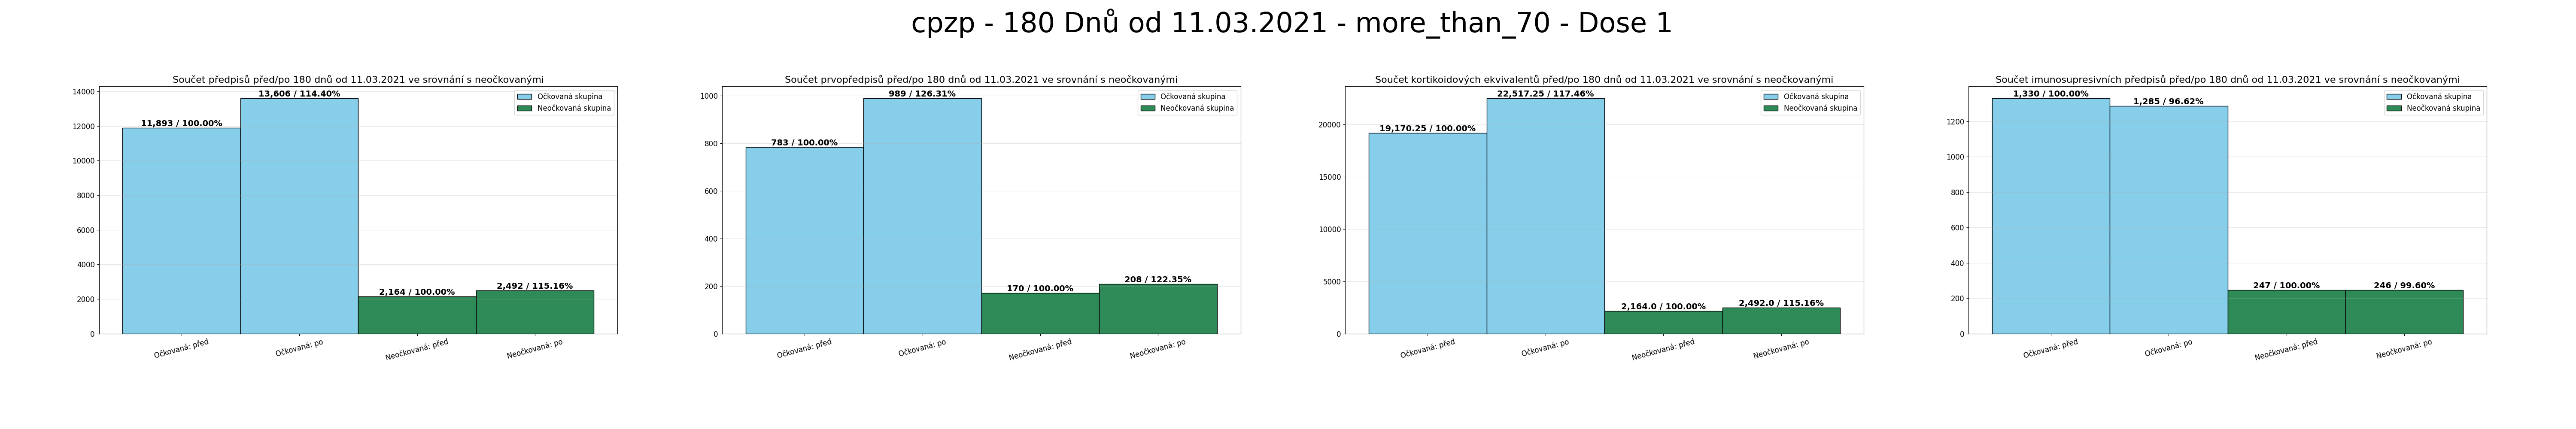 cpzp - 180 Dnů od 11.03.2021 - more_than_70 - Dose 1
Součet předpisů před/po 180 dnů od 11.03.2021 ve srovnání s neočkovanými
14000
12000
10000
8000
6000
4000
2000
0
11,893 / 100.00%
13,606 / 114.40%
2,164 / 100.00%
2,492 / 115.16%
Očkovaná skupina
Neočkovaná skupina
Očkovaná: před
Očkovaná: po
Neočkovaná: před
Neočkovaná: po
Součet prvopředpisů před/po 180 dnů od 11.03.2021 ve srovnání s neočkovanými
1000
800
600
400
200
0
783 / 100.00%
989 / 126.31%
170 / 100.00%
208 / 122.35%
Očkovaná skupina
Neočkovaná skupina
Očkovaná: před
Očkovaná: po
Neočkovaná: před
Neočkovaná: po
Součet kortikoidových ekvivalentů před/po 180 dnů od 11.03.2021 ve srovnání s neočkovanými
20000
15000
10000
5000
0
19,170.25 / 100.00%
22,517.25 / 117.46%
2,164.0 / 100.00%
2,492.0 / 115.16%
Očkovaná skupina
Neočkovaná skupina
Očkovaná: před
Očkovaná: po
Neočkovaná: před
Neočkovaná: po
Součet imunosupresivních předpisů před/po 180 dnů od 11.03.2021 ve srovnání s neočkovanými
1200
1000
800
600
400
200
0
1,330 / 100.00%
1,285 / 96.62%
247 / 100.00%
246 / 99.60%
Očkovaná skupina
Neočkovaná skupina
Očkovaná: před
Očkovaná: po
Neočkovaná: před
Neočkovaná: po